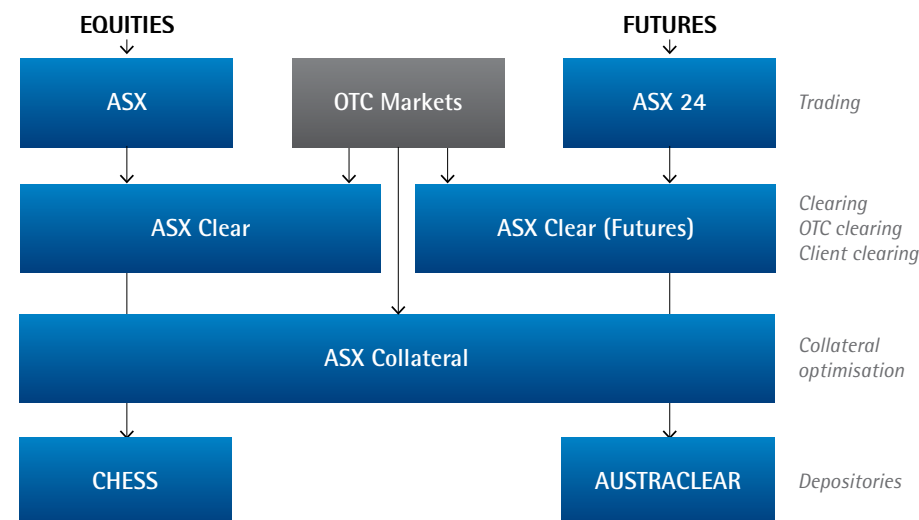 EQUITIES
FUTURES
ASX
OTC Markets
ASX 24
Trading
ASX Clear
ASX Clear (Futures)
Clearing
OTC clearing
Client clearing
ASX Collateral
Collateral
optimisation
CHESS
AUSTRACLEAR
Depositories